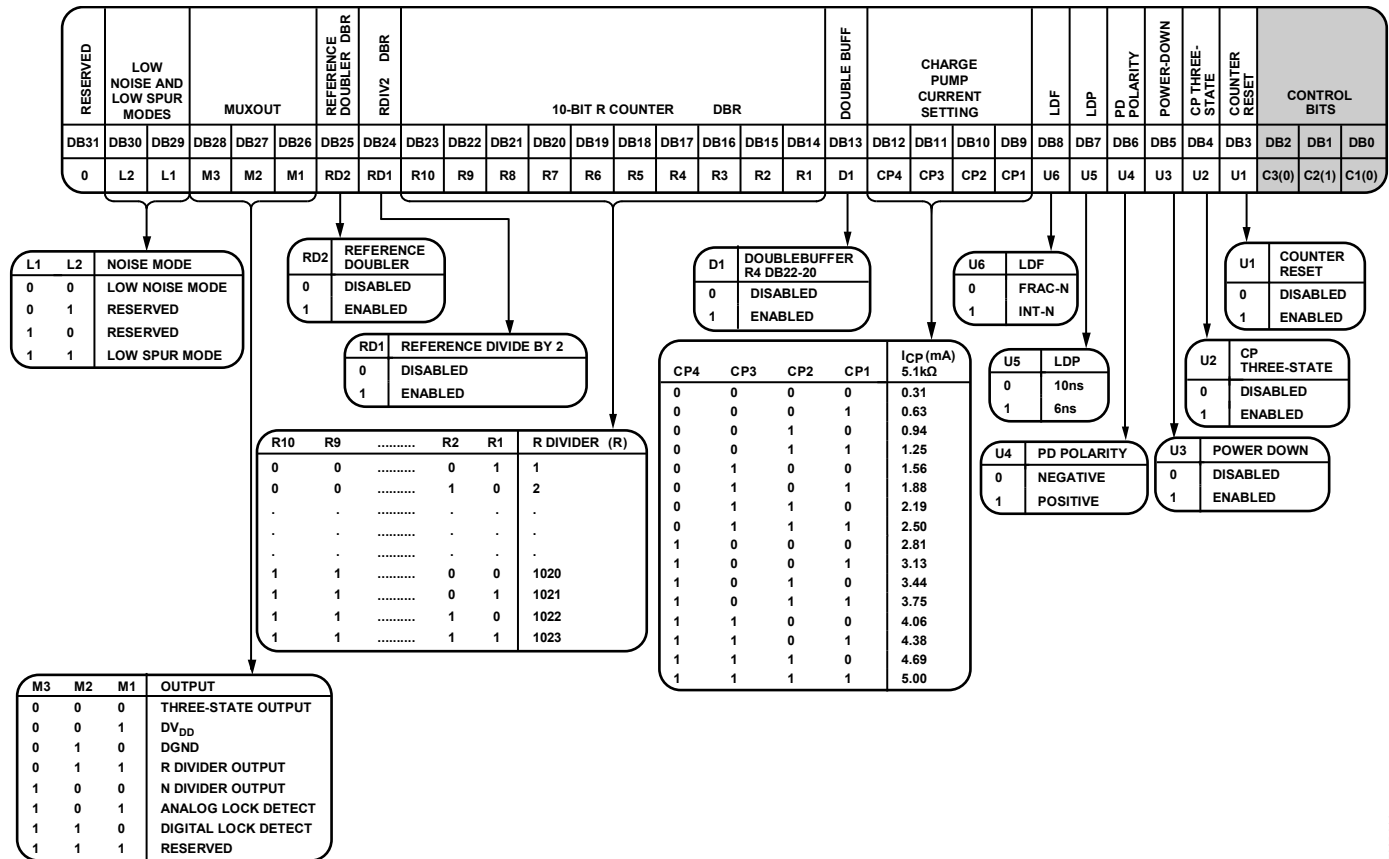 RESERVED
LOW
NOISE AND
LOW SPUR
MODES
MUXOUT
REFERENCE
DOUBLER DBR
RDIV2 DBR
10-BIT R COUNTER DBR
DOUBLE BUFF
CHARGE
PUMP
CURRENT
SETTING
LDF
LDP
PD
POLARITY
POWER-DOWN
CP THREE-
STATE
COUNTER
RESET
CONTROL
BITS
DB31 DB30 DB29 DB28 DB27 DB26 DB25 DB24 DB23 DB22 DB21 DB20 DB19 DB18 DB17 DB16 DB15 DB14 DB13 DB12 DB11 DB10 DB9 DB8 DB7 DB6 DB5 DB4 DB3 DB2 DB1 DB0
0 L2 L1 M3 M2 M1 RD2 RD1 R10 R9 R8 R7 R6 R5 R4 R3 R2 R1 D1 CP4 CP3 CP2 CP1 U6 U5 U4 U3 U2 U1 C3(0) C2(1) C1(0)
L1 L2 NOISE MODE
0 0 LOW NOISE MODE
0 1 RESERVED
1 0 RESERVED
1 1 LOW SPUR MODE
RD2 REFERENCE
DOUBLER
0 DISABLED
1 ENABLED
RD1 REFERENCE DIVIDE BY 2
0 DISABLED
1 ENABLED
R10 R9 .......... R2 R1 R DIVIDER (R)
0 0 .......... 0 1 1
0 0 .......... 1 0 2
. . .......... . . .
. . .......... . . .
. . .......... . . .
1 1 .......... 0 0 1020
1 1 .......... 0 1 1021
1 1 .......... 1 0 1022
1 1 .......... 1 1 1023
D1 DOUBLEBUFFER
R4 DB22-20
0 DISABLED
1 ENABLED
CP4 CP3 CP2 CP1 ICP (mA)
5.1kΩ
0 0 0 0 0.31
0 0 0 1 0.63
0 0 1 0 0.94
0 0 1 1 1.25
0 1 0 0 1.56
0 1 0 1 1.88
0 1 1 0 2.19
0 1 1 1 2.50
1 0 0 0 2.81
1 0 0 1 3.13
1 0 1 0 3.44
1 0 1 1 3.75
1 1 0 0 4.06
1 1 0 1 4.38
1 1 1 0 4.69
1 1 1 1 5.00
U6 LDF
0 FRAC-N
1 INT-N
U5 LDP
0 10ns
1 6ns
U4 PD POLARITY
0 NEGATIVE
1 POSITIVE
U1 COUNTER
RESET
0 DISABLED
1 ENABLED
U2 CP
THREE-STATE
0 DISABLED
1 ENABLED
U3 POWER DOWN
0 DISABLED
1 ENABLED
M3 M2 M1 OUTPUT
0 0 0 THREE-STATE OUTPUT
0 0 1 DVDD
0 1 0 DGND
0 1 1 R DIVIDER OUTPUT
1 0 0 N DIVIDER OUTPUT
1 0 1 ANALOG LOCK DETECT
1 1 0 DIGITAL LOCK DETECT
1 1 1 RESERVED